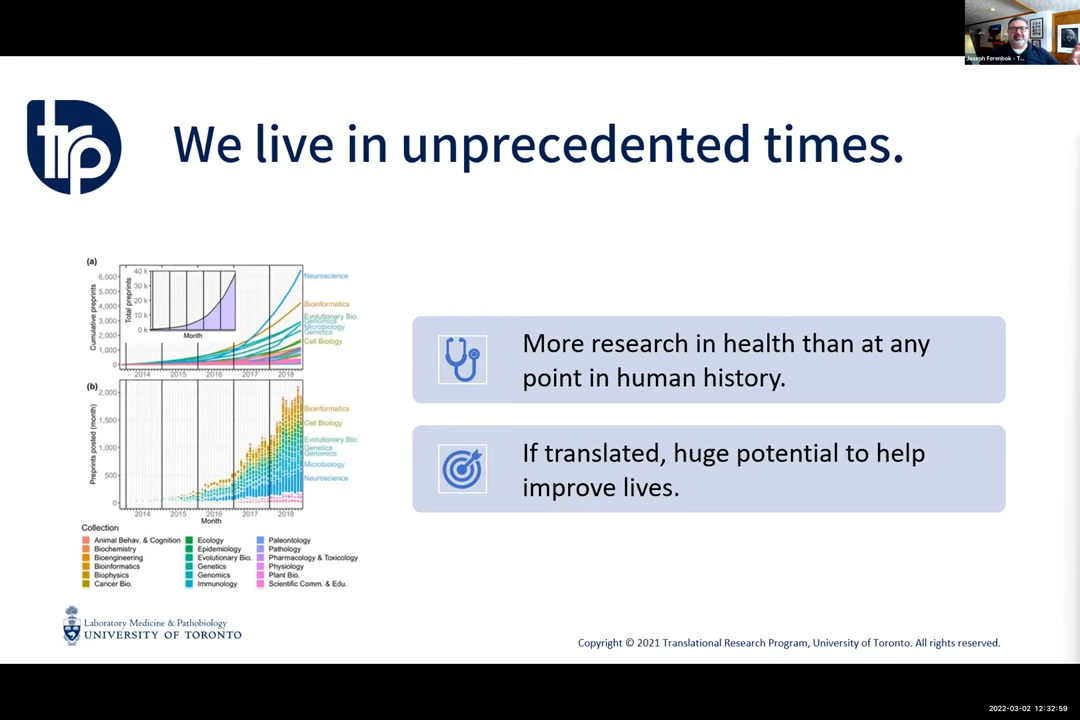 Joseph Ferenbok - T...
trp
We live in unprecedented times.
(a)
Cumulative preprints
6,000
5,000
4,000
3,000
2,000
1,000
0
Total preprints
40 k
30 k
20 k
10 k
0 k
Month
Neuroscience
Bioinformatics
Evolutionary Bio.
Genomics
Microbiology
Genetics
Cell Biology
2014 2015 2016 2017 2018
(b)
Preprints posted (month)
2,000
1,500
1,000
500
0
Bioinformatics
Cell Biology
Evolutionary Bio.
Genetics
Genomics
Microbiology
Neuroscience
2014 2015 2016 2017 2018
Month
Collection
Animal Behav. & Cognition Ecology Paleontology
Biochemistry Epidemiology Pathology
Bioengineering Evolutionary Bio. Pharmacology & Toxicology
Bioinformatics Genetics Physiology
Biophysics Genomics Plant Bio.
Cancer Bio. Immunology Scientific Comm. & Edu.
More research in health than at any
point in human history.
If translated, huge potential to help
improve lives.
Laboratory Medicine & Pathobiology
UNIVERSITY OF TORONTO
Copyright © 2021 Translational Research Program, University of Toronto. All rights reserved.
2022-03-02 12:32:59